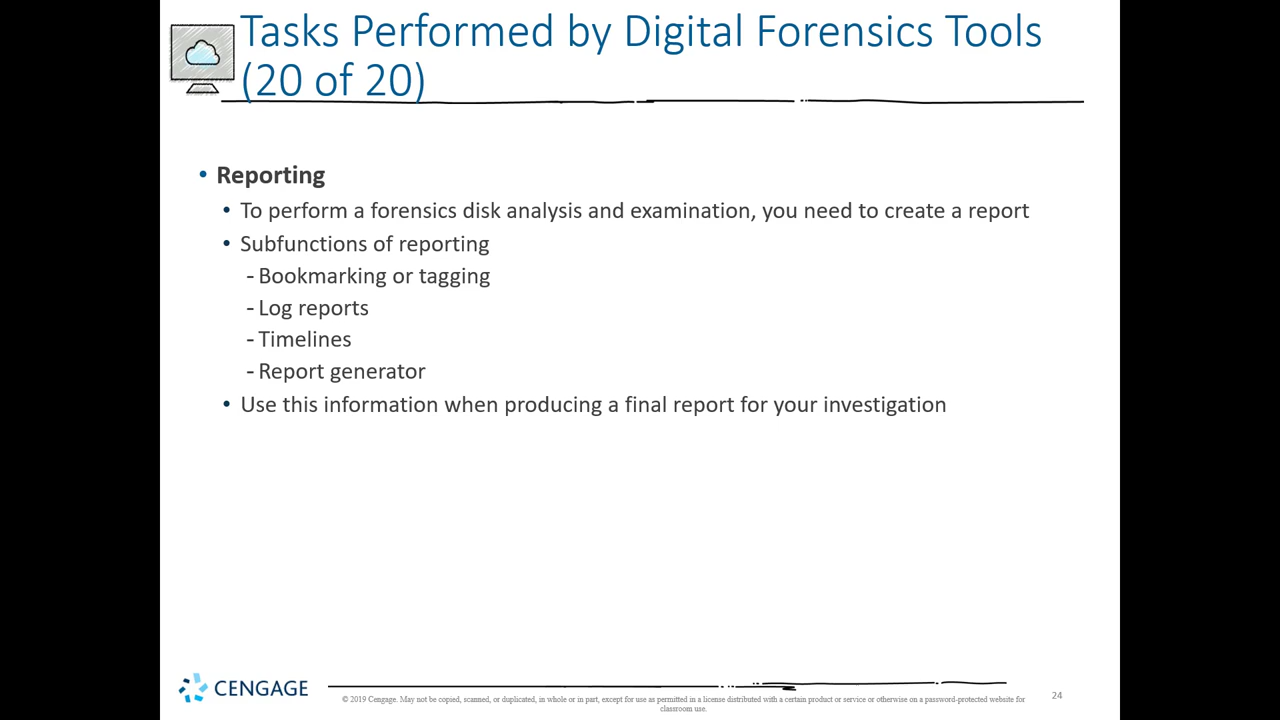 Tasks Performed by Digital Forensics Tools
(20 of 20)
• Reporting
• To perform a forensics disk analysis and examination, you need to create a report
• Subfunctions of reporting
- Bookmarking or tagging
- Log reports
- Timelines
- Report generator
• Use this information when producing a final report for your investigation
CENGAGE
© 2019 Cengage. May not be copied, scanned, or duplicated, in whole or in part, except for use as permitted in a license distributed with a certain product or service or otherwise on a password-protected website for
classroom use.
24